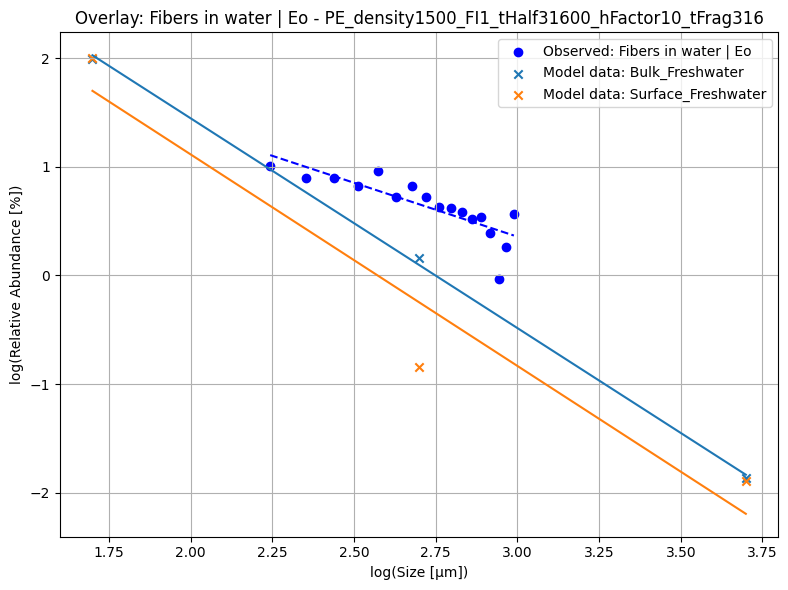 Overlay: Fibers in water | Eo - PE_density1500_FI1_tHalf31600_hFactor10_tFrag316
Observed: Fibers in water | Eo
Model data: Bulk_Freshwater
Model data: Surface_Freshwater
log(Relative Abundance [%])
2
1
0
−1
−2
1.75 2.00 2.25 2.50 2.75 3.00 3.25 3.50 3.75
log(Size [μm])